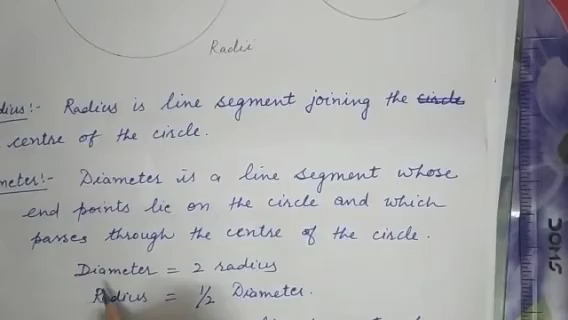 Radii
dius:- Radius is line segment joining the circle
centre of the circle.
meter:- Diameter is a line segment whose
end points lie on the circle and which
passes through the centre of the circle.
Diameter = 2 radius
Radius = 1/2 Diameter.